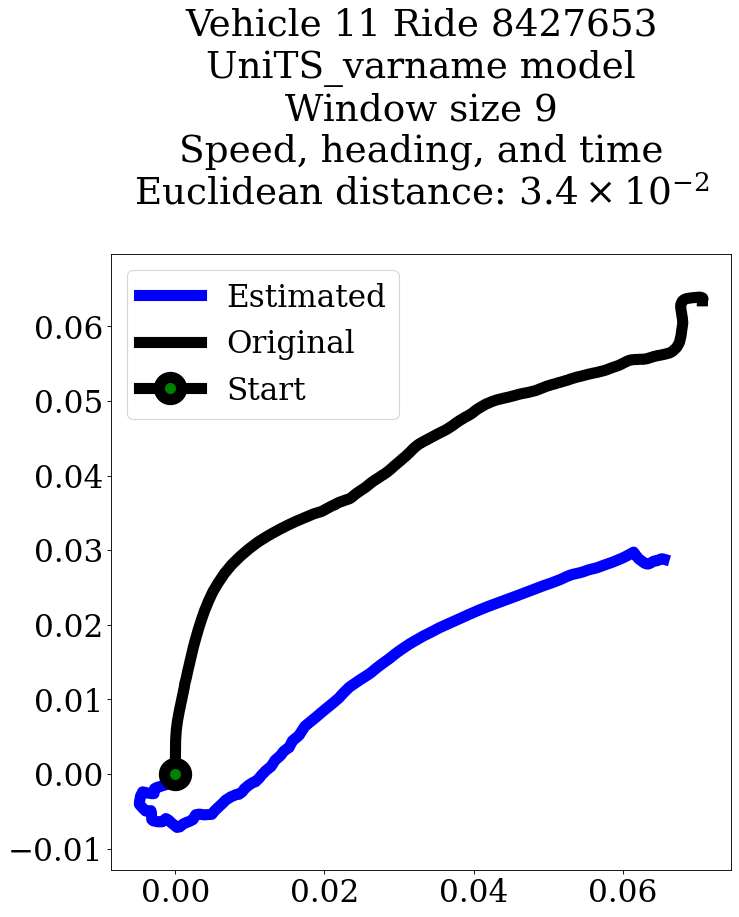 Vehicle 11 Ride 8427653
UniTS_varname model
Window size 9
Speed, heading, and time
Euclidean distance: 3.4 × 10⁻²
Estimated
Original
Start
0.06
0.05
0.04
0.03
0.02
0.01
0.00
−0.01
0.00 0.02 0.04 0.06